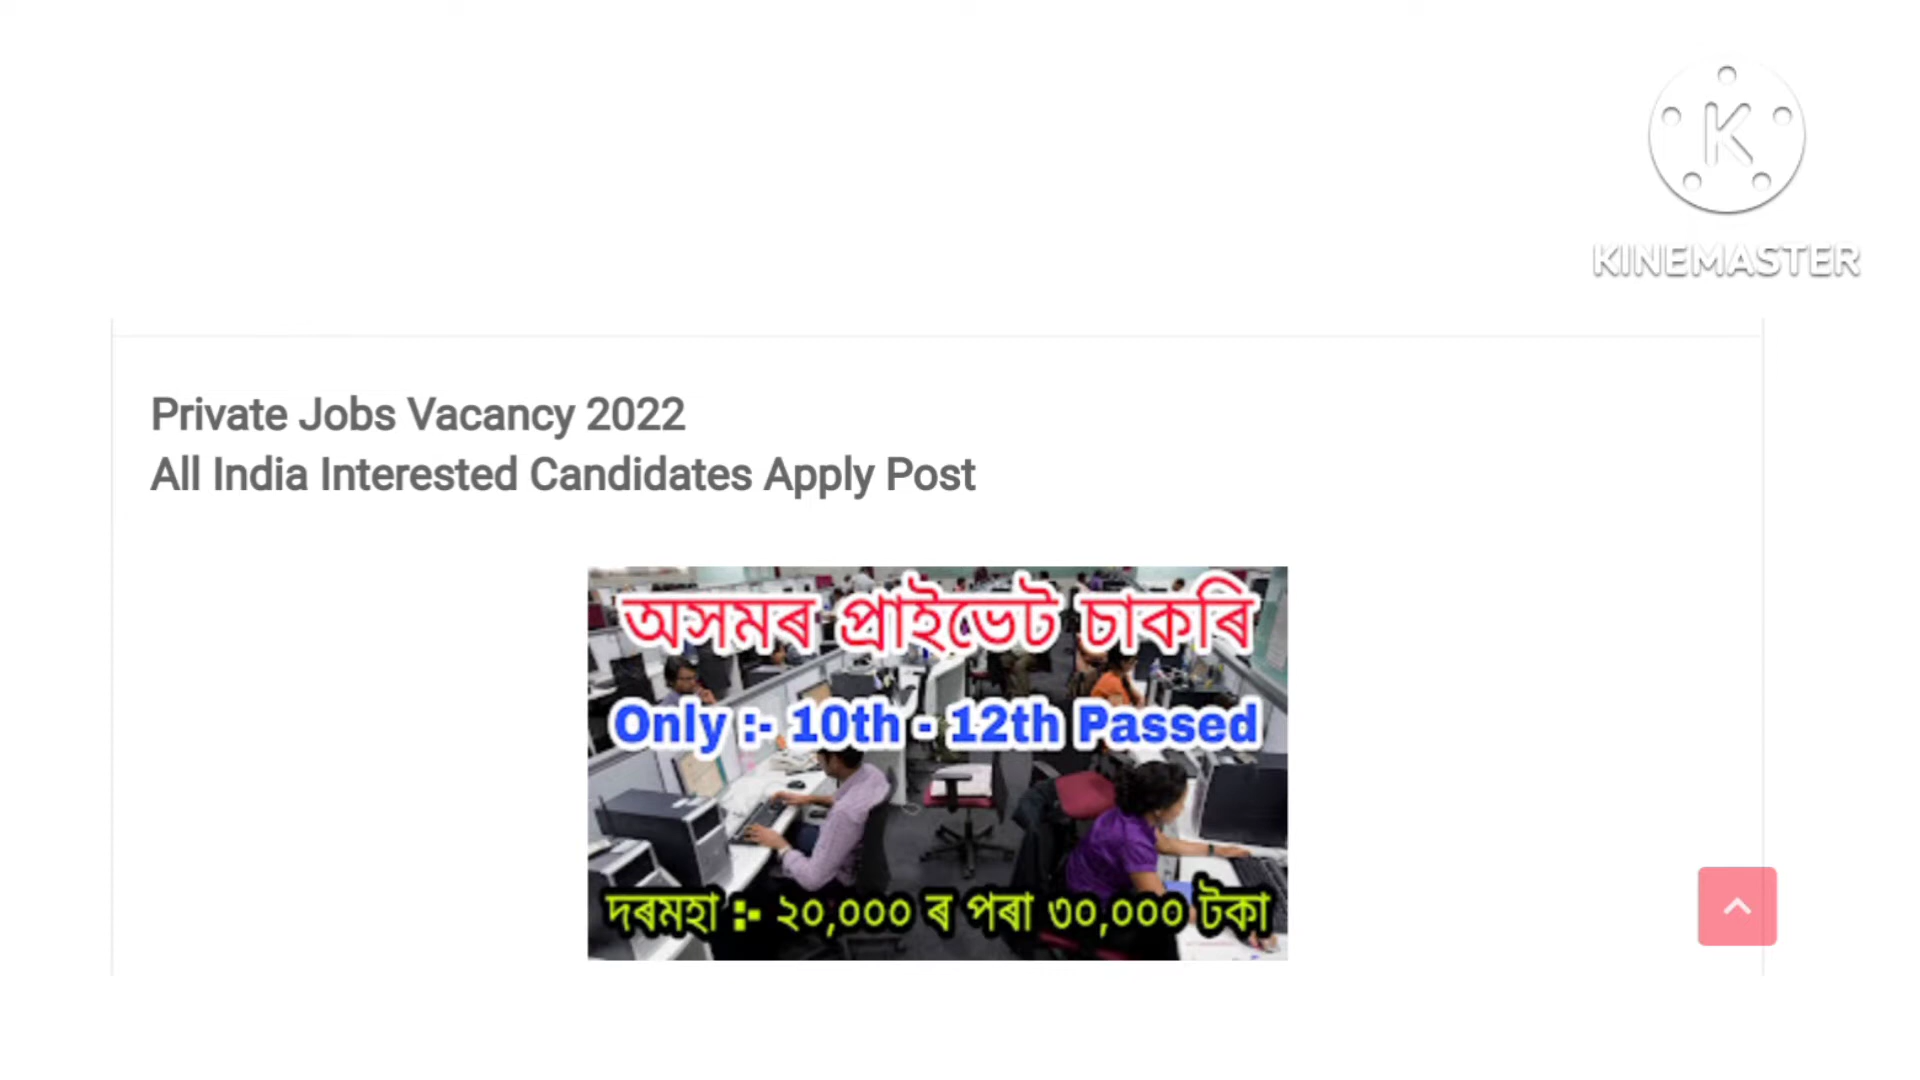 K
KINEMASTER
Private Jobs Vacancy 2022
All India Interested Candidates Apply Post
অসমৰ প্ৰাইভেট চাকৰি
Only :- 10th - 12th Passed
দৰমহা :- ২০,০০০ ৰ পৰা ৩০,০০০ টকা